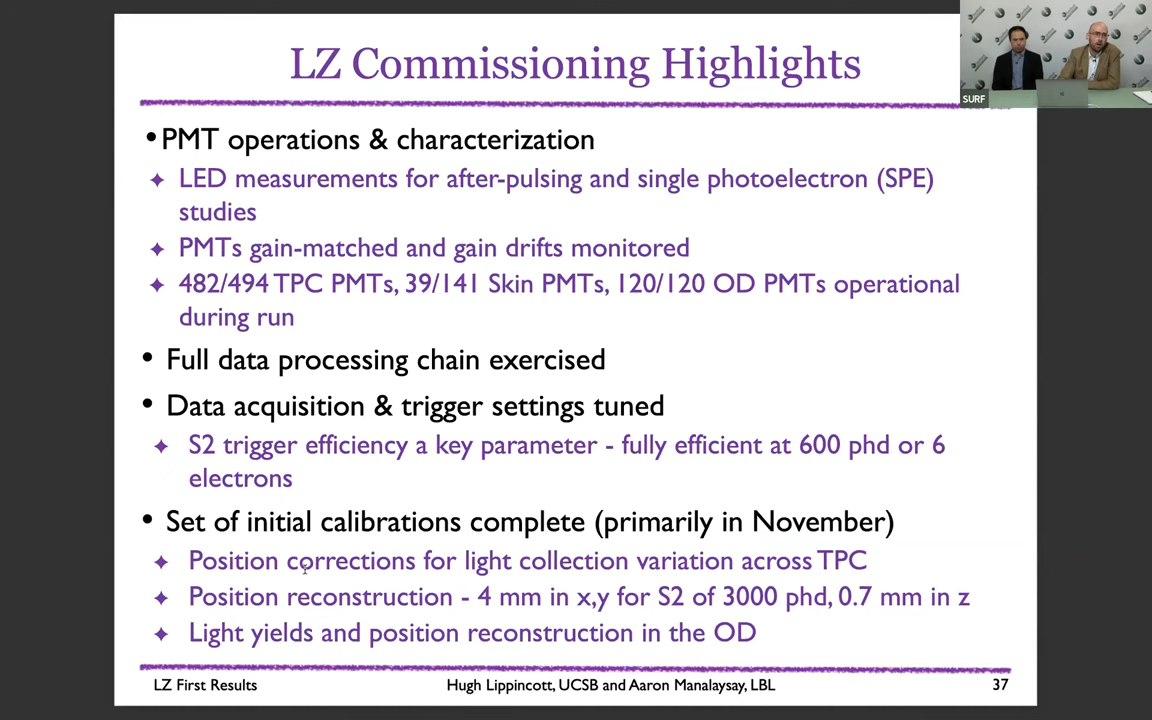 LZ Commissioning Highlights
SURF
•PMT operations & characterization
✦ LED measurements for after-pulsing and single photoelectron (SPE)
studies
✦ PMTs gain-matched and gain drifts monitored
✦ 482/494 TPC PMTs, 39/141 Skin PMTs, 120/120 OD PMTs operational
during run
• Full data processing chain exercised
• Data acquisition & trigger settings tuned
✦ S2 trigger efficiency a key parameter - fully efficient at 600 phd or 6
electrons
• Set of initial calibrations complete (primarily in November)
✦ Position corrections for light collection variation across TPC
✦ Position reconstruction - 4 mm in x,y for S2 of 3000 phd, 0.7 mm in z
✦ Light yields and position reconstruction in the OD
LZ First Results
Hugh Lippincott, UCSB and Aaron Manalaysay, LBL
37